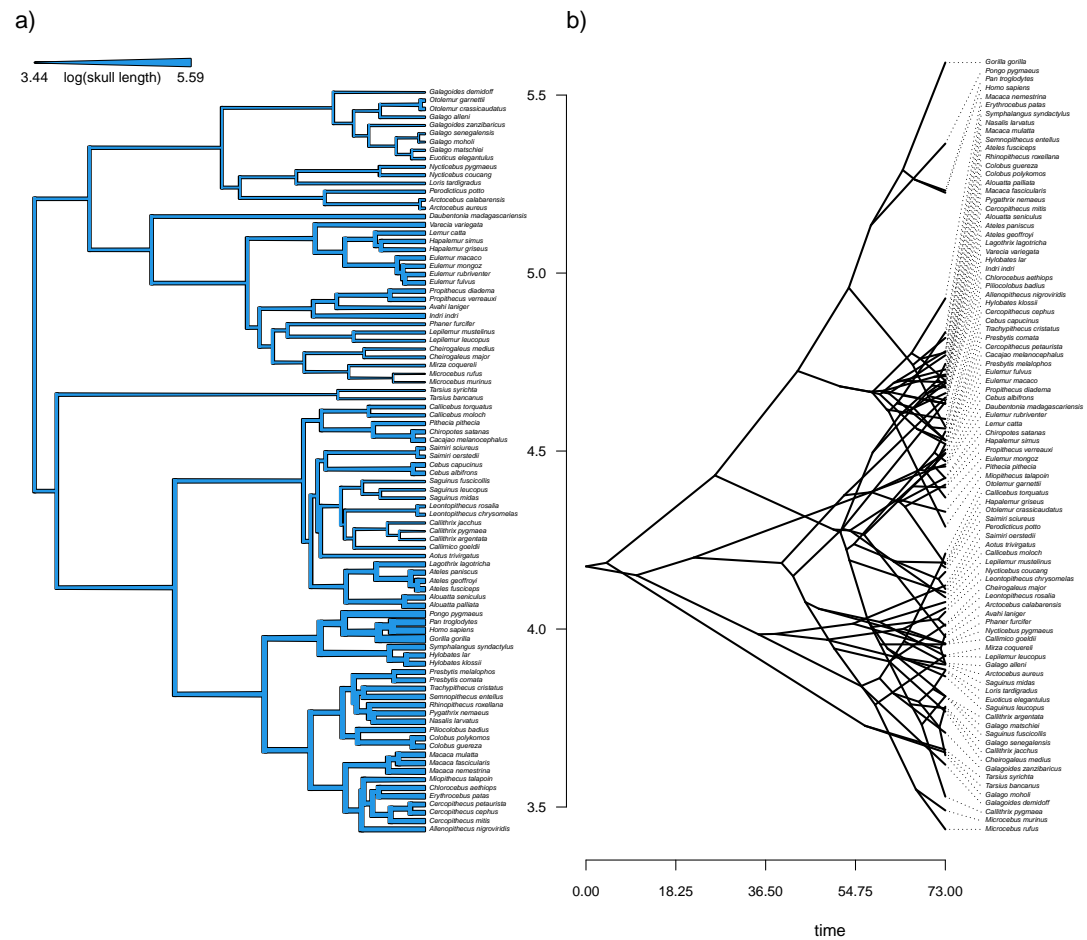 a)
3.44 log(skull length) 5.59
Galagoides demidoff
Otolemur garnettii
Otolemur crassicaudatus
Galago alleni
Galagoides zanzibaricus
Galago senegalensis
Galago moholi
Galago matschiei
Euoticus elegantulus
Nycticebus pygmaeus
Nycticebus coucang
Loris tardigradus
Perodicticus potto
Arctocebus calabarensis
Arctocebus aureus
Daubentonia madagascariensis
Varecia variegata
Lemur catta
Hapalemur simus
Hapalemur griseus
Eulemur macaco
Eulemur mongoz
Eulemur rubriventer
Eulemur fulvus
Propithecus diadema
Propithecus verreauxi
Avahi laniger
Indri indri
Phaner furcifer
Lepilemur mustelinus
Lepilemur leucopus
Cheirogaleus medius
Cheirogaleus major
Mirza coquereli
Microcebus rufus
Microcebus murinus
Tarsius syrichta
Tarsius bancanus
Callicebus torquatus
Callicebus moloch
Pithecia pithecia
Chiropotes satanas
Cacajao melanocephalus
Saimiri sciureus
Saimiri oerstedii
Cebus capucinus
Cebus albifrons
Saguinus fuscicollis
Saguinus leucopus
Saguinus midas
Leontopithecus rosalia
Leontopithecus chrysomelas
Callithrix jacchus
Callithrix pygmaea
Callithrix argentata
Callimico goeldii
Aotus trivirgatus
Lagothrix lagotricha
Ateles paniscus
Ateles geoffroyi
Ateles fusciceps
Alouatta seniculus
Alouatta palliata
Pongo pygmaeus
Pan troglodytes
Homo sapiens
Gorilla gorilla
Symphalangus syndactylus
Hylobates lar
Hylobates klossii
Presbytis melalophos
Presbytis comata
Trachypithecus cristatus
Semnopithecus entellus
Rhinopithecus roxellana
Pygathrix nemaeus
Nasalis larvatus
Piliocolobus badius
Colobus polykomos
Colobus guereza
Macaca mulatta
Macaca fascicularis
Macaca nemestrina
Miopithecus talapoin
Chlorocebus aethiops
Erythrocebus patas
Cercopithecus petaurista
Cercopithecus cephus
Cercopithecus mitis
Allenopithecus nigroviridis
b)
5.5
5.0
4.5
4.0
3.5
Gorilla gorilla
Pongo pygmaeus
Pan troglodytes
Homo sapiens
Macaca nemestrina
Erythrocebus patas
Symphalangus syndactylus
Nasalis larvatus
Macaca mulatta
Semnopithecus entellus
Ateles fusciceps
Rhinopithecus roxellana
Colobus guereza
Colobus polykomos
Alouatta palliata
Macaca fascicularis
Pygathrix nemaeus
Cercopithecus mitis
Alouatta seniculus
Ateles paniscus
Ateles geoffroyi
Lagothrix lagotricha
Varecia variegata
Hylobates lar
Indri indri
Chlorocebus aethiops
Piliocolobus badius
Allenopithecus nigroviridis
Hylobates klossii
Cercopithecus cephus
Cebus capucinus
Trachypithecus cristatus
Presbytis comata
Cercopithecus petaurista
Cacajao melanocephalus
Presbytis melalophos
Eulemur fulvus
Eulemur macaco
Propithecus diadema
Cebus albifrons
Daubentonia madagascariensis
Eulemur rubriventer
Lemur catta
Chiropotes satanas
Hapalemur simus
Propithecus verreauxi
Eulemur mongoz
Pithecia pithecia
Miopithecus talapoin
Otolemur garnettii
Callicebus torquatus
Hapalemur griseus
Otolemur crassicaudatus
Saimiri sciureus
Perodicticus potto
Saimiri oerstedii
Aotus trivirgatus
Callicebus moloch
Lepilemur mustelinus
Nycticebus coucang
Leontopithecus chrysomelas
Cheirogaleus major
Leontopithecus rosalia
Arctocebus calabarensis
Avahi laniger
Phaner furcifer
Nycticebus pygmaeus
Callimico goeldii
Mirza coquereli
Lepilemur leucopus
Galago alleni
Arctocebus aureus
Saguinus midas
Loris tardigradus
Euoticus elegantulus
Saguinus leucopus
Callithrix argentata
Galago matschiei
Saguinus fuscicollis
Galago senegalensis
Callithrix jacchus
Cheirogaleus medius
Galagoides zanzibaricus
Tarsius syrichta
Tarsius bancanus
Galago moholi
Galagoides demidoff
Callithrix pygmaea
Microcebus murinus
Microcebus rufus
0.00 18.25 36.50 54.75 73.00
time